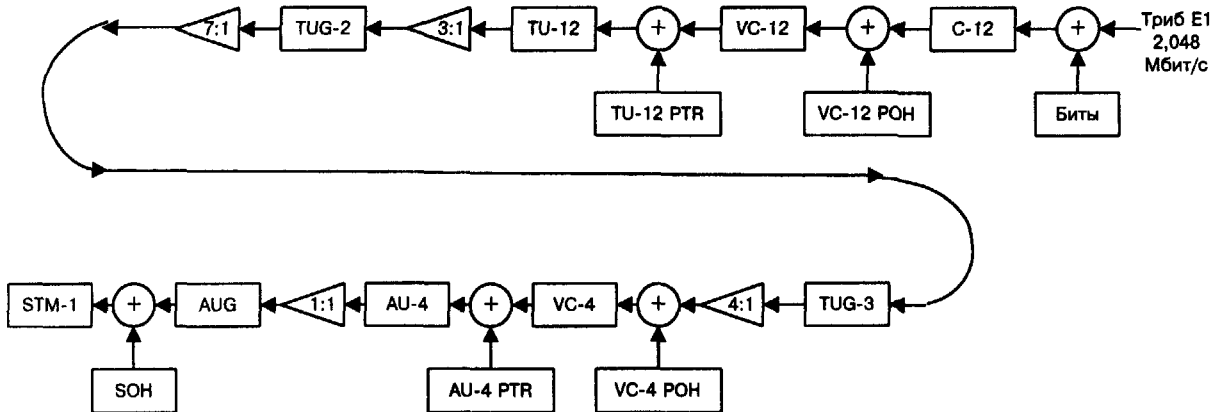 7:1
TUG-2
3:1
TU-12
+
VC-12
+
C-12
+
Триб E1
2,048
Мбит/с
TU-12 PTR
VC-12 POH
Биты
STM-1
+
AUG
1:1
AU-4
+
VC-4
+
4:1
TUG-3
SOH
AU-4 PTR
VC-4 POH